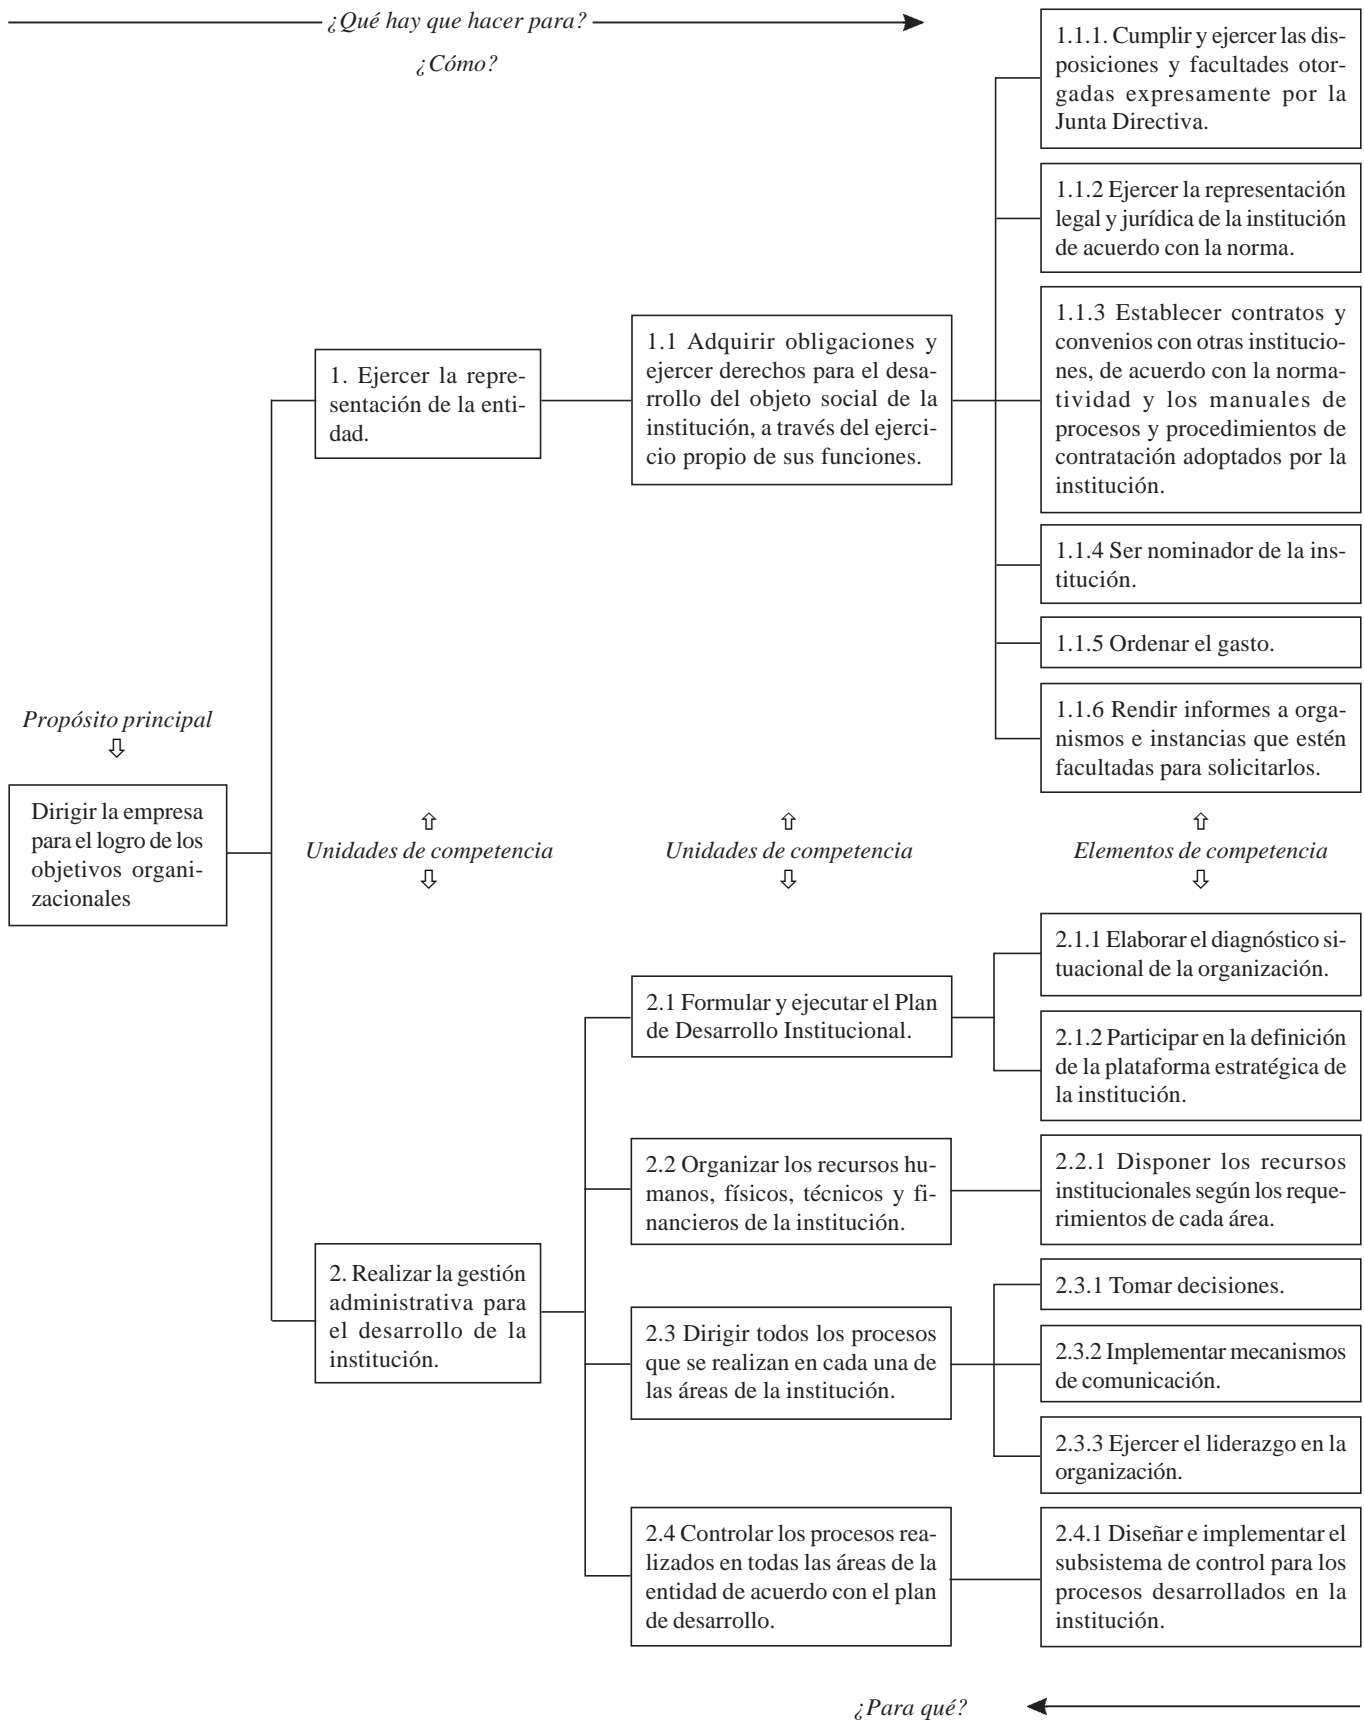 ¿Qué hay que hacer para?
¿Cómo?
1.1.1. Cumplir y ejercer las dis-
posiciones y facultades otor-
gadas expresamente por la
Junta Directiva.
1.1.2 Ejercer la representación
legal y jurídica de la institución
de acuerdo con la norma.
1. Ejercer la repre-
sentación de la enti-
dad.
1.1 Adquirir obligaciones y
ejercer derechos para el desa-
rrollo del objeto social de la
institución, a través del ejerci-
cio propio de sus funciones.
1.1.3 Establecer contratos y
convenios con otras institucio-
nes, de acuerdo con la norma-
tividad y los manuales de
procesos y procedimientos de
contratación adoptados por la
institución.
1.1.4 Ser nominador de la ins-
titución.
1.1.5 Ordenar el gasto.
1.1.6 Rendir informes a orga-
nismos e instancias que estén
facultadas para solicitarlos.
Propósito principal
⇩
Dirigir la empresa
para el logro de los
objetivos organi-
zacionales
⇧
Unidades de competencia
⇩
⇧
Unidades de competencia
⇩
⇧
Elementos de competencia
⇩
2. Realizar la gestión
administrativa para
el desarrollo de la
institución.
2.1 Formular y ejecutar el Plan
de Desarrollo Institucional.
2.1.1 Elaborar el diagnóstico si-
tuacional de la organización.
2.1.2 Participar en la definición
de la plataforma estratégica de
la institución.
2.2 Organizar los recursos hu-
manos, físicos, técnicos y fi-
nancieros de la institución.
2.2.1 Disponer los recursos
institucionales según los reque-
rimientos de cada área.
2.3 Dirigir todos los procesos
que se realizan en cada una de
las áreas de la institución.
2.3.1 Tomar decisiones.
2.3.2 Implementar mecanismos
de comunicación.
2.3.3 Ejercer el liderazgo en la
organización.
2.4 Controlar los procesos rea-
lizados en todas las áreas de la
entidad de acuerdo con el plan
de desarrollo.
2.4.1 Diseñar e implementar el
subsistema de control para los
procesos desarrollados en la
institución.
¿Para qué?